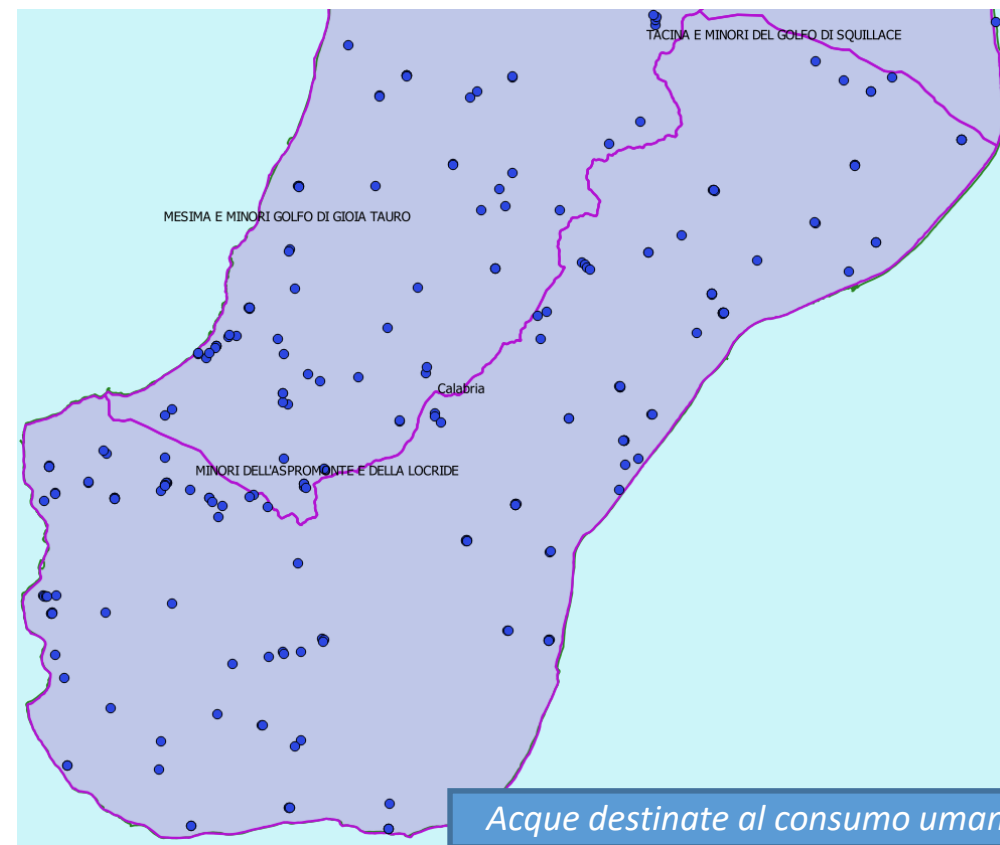 TACINA E MINORI DEL GOLFO DI SQUILLACE
MESIMA E MINORI GOLFO DI GIOIA TAURO
Calabria
MINORI DELL'ASPROMONTE E DELLA LOCRIDE
Acque destinate al consumo uman